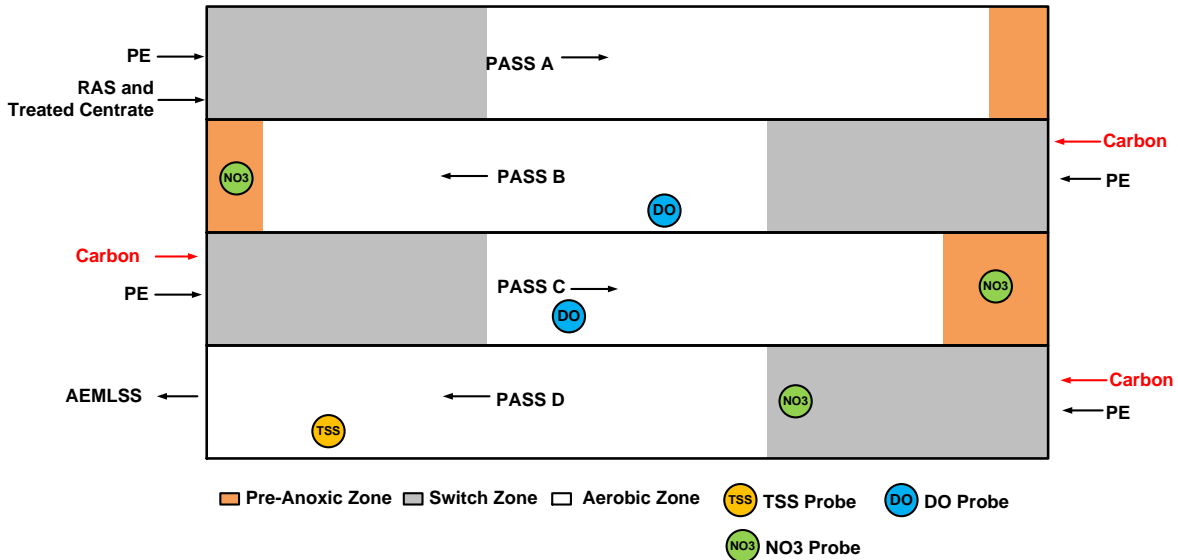 PE
PASS A
RAS and
Treated Centrate
Carbon
NO3
PASS B
PE
DO
Carbon
PASS C
NO3
PE
DO
Carbon
AEMLSS
PASS D
NO3
PE
TSS
Pre-Anoxic Zone
Switch Zone
Aerobic Zone
TSS
TSS Probe
DO
DO Probe
NO3
NO3 Probe